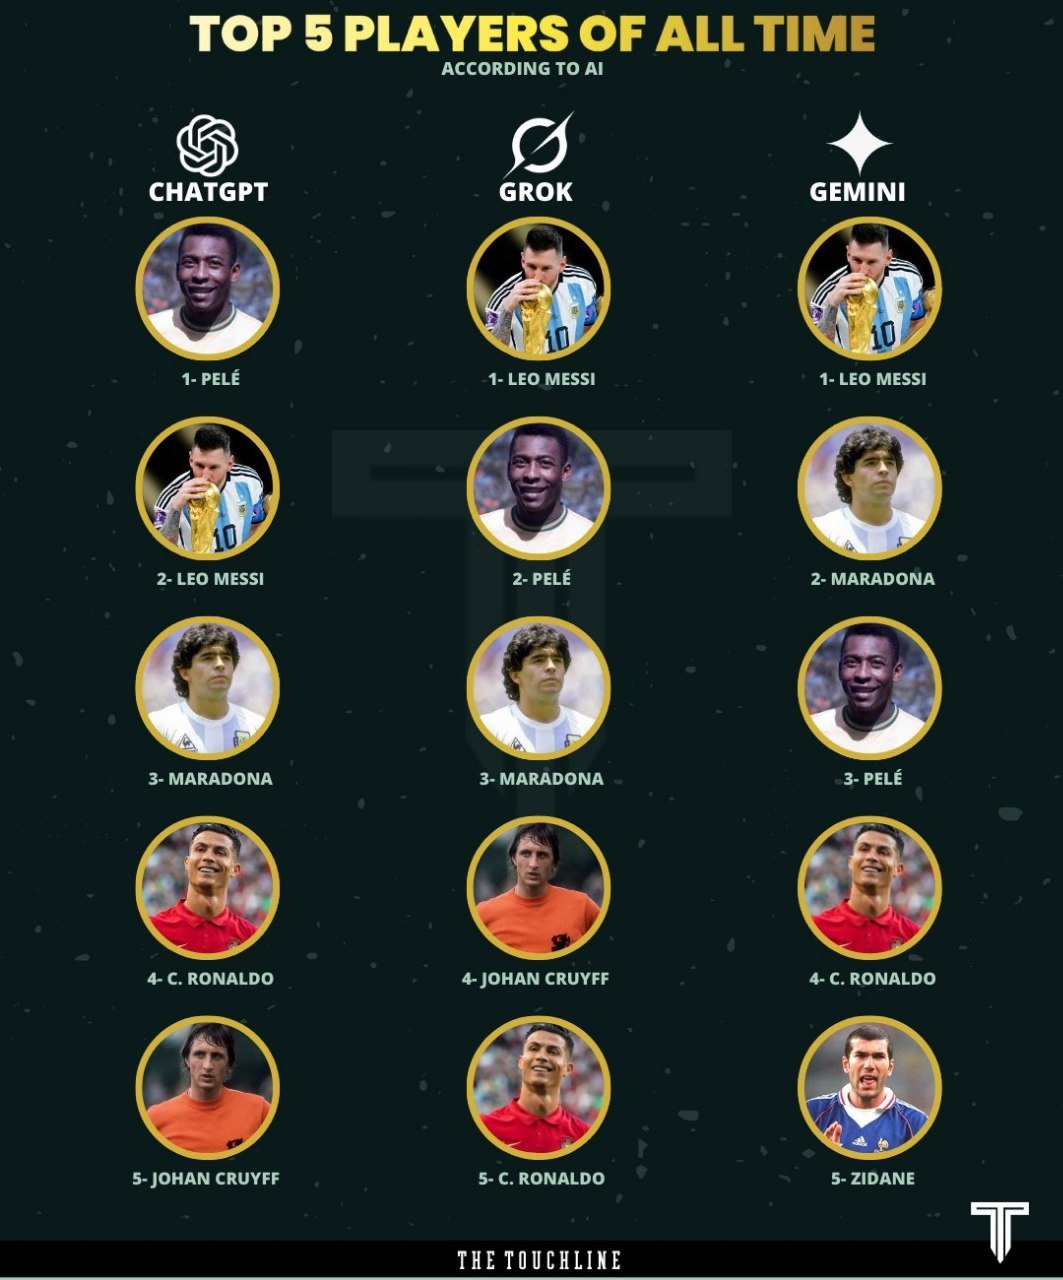 TOP 5 PLAYERS OF ALL TIME
ACCORDING TO AI
CHATGPT GROK GEMINI
1- PELÉ 1- LEO MESSI 1- LEO MESSI
2- LEO MESSI 2- PELÉ 2- MARADONA
3- MARADONA 3- MARADONA 3- PELÉ
4- C. RONALDO 4- JOHAN CRUYFF 4- C. RONALDO
5- JOHAN CRUYFF 5- C. RONALDO 5- ZIDANE
THE TOUCHLINE